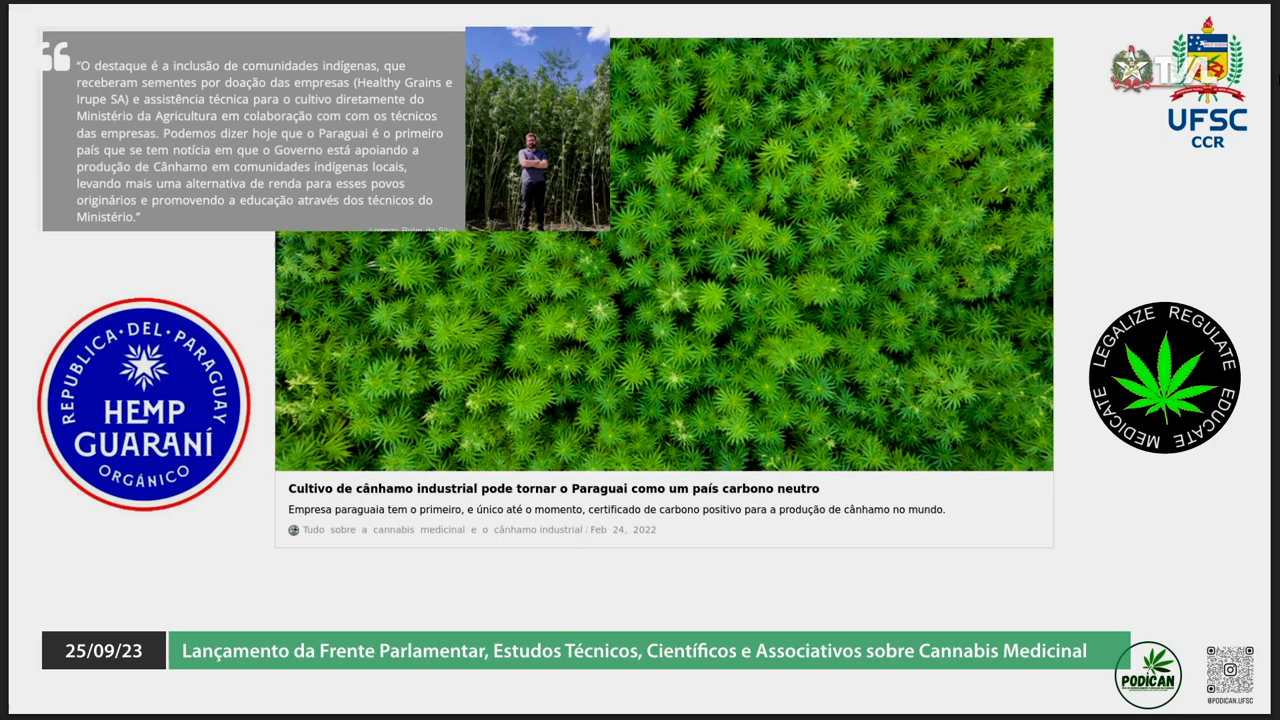 “O destaque é a inclusão de comunidades indígenas, que
receberam sementes por doação das empresas (Healthy Grains e
Irupe SA) e assistência técnica para o cultivo diretamente do
Ministério da Agricultura em colaboração com com os técnicos
das empresas. Podemos dizer hoje que o Paraguai é o primeiro
país que se tem notícia em que o Governo está apoiando a
produção de Cânhamo em comunidades indígenas locais,
levando mais uma alternativa de renda para esses povos
originários e promovendo a educação através dos técnicos do
Ministério.”
Lorenzo Rolim da Silva
TVAL
UFSC
CCR
REPUBLICA·DEL·PARAGUAY
HEMP
GUARANÍ
ORGÁNICO
LEGALIZE REGULATE EDUCATE MEDICATE
Cultivo de cânhamo industrial pode tornar o Paraguai como um país carbono neutro
Empresa paraguaia tem o primeiro, e único até o momento, certificado de carbono positivo para a produção de cânhamo no mundo.
Tudo sobre a cannabis medicinal e o cânhamo industrial / Feb 24, 2022
25/09/23
Lançamento da Frente Parlamentar, Estudos Técnicos, Científicos e Associativos sobre Cannabis Medicinal
PODICAN
@PODICAN.UFSC